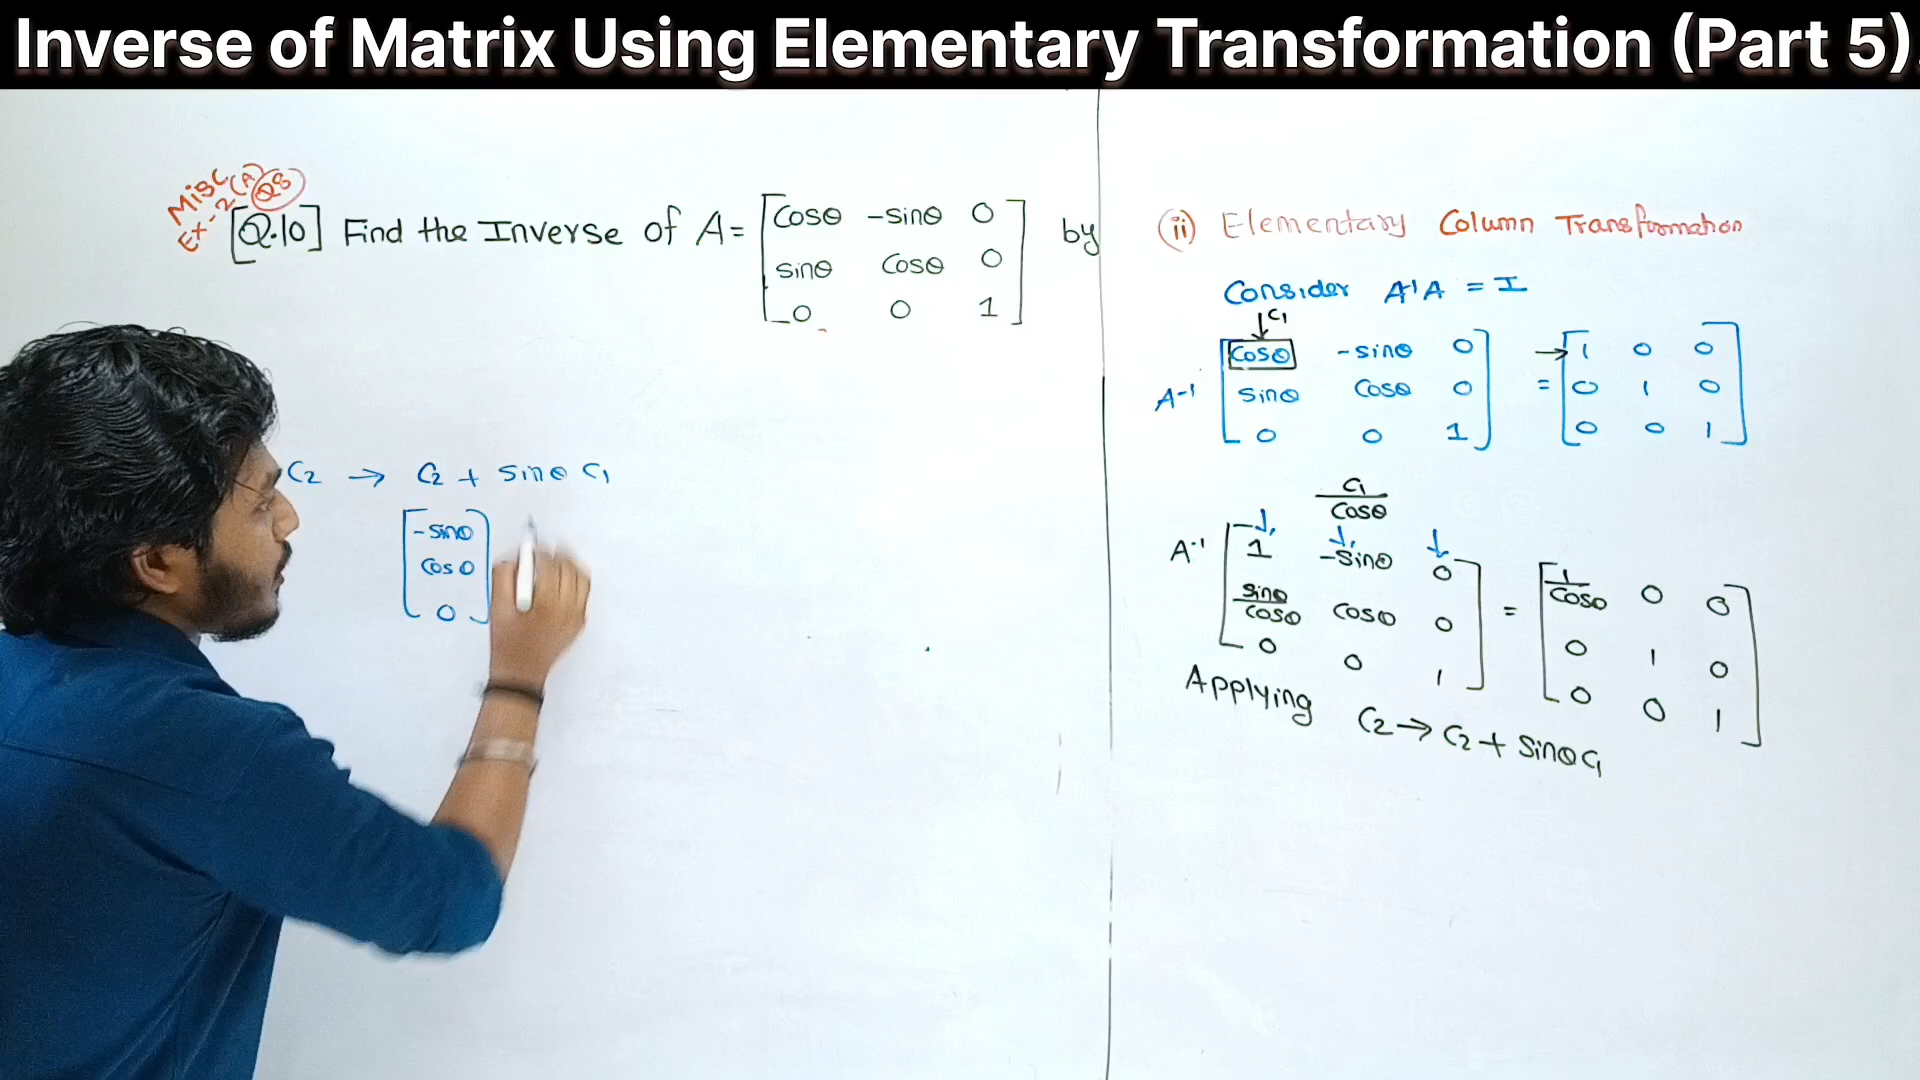 Inverse of Matrix Using Elementary Transformation (Part 5).
Misc
Ex-2(A) Q8
[Q.10] Find the Inverse of A= [cosθ -sinθ 0
sinθ cosθ 0
0 0 1] by
C2 → C2 + sinθ C1
[-sinθ
cosθ
0]
(ii) Elementary Column Transformation
Consider A¹A = I
↓C1
A-1 [cosθ -sinθ 0
sinθ cosθ 0
0 0 1] = →[1 0 0
0 1 0
0 0 1]
C1/cosθ
A-1 [1 -sinθ 0
sinθ/cosθ cosθ 0
0 0 1] = [1/cosθ 0 0
0 1 0
0 0 1]
Applying C2→C2+ sinθC1